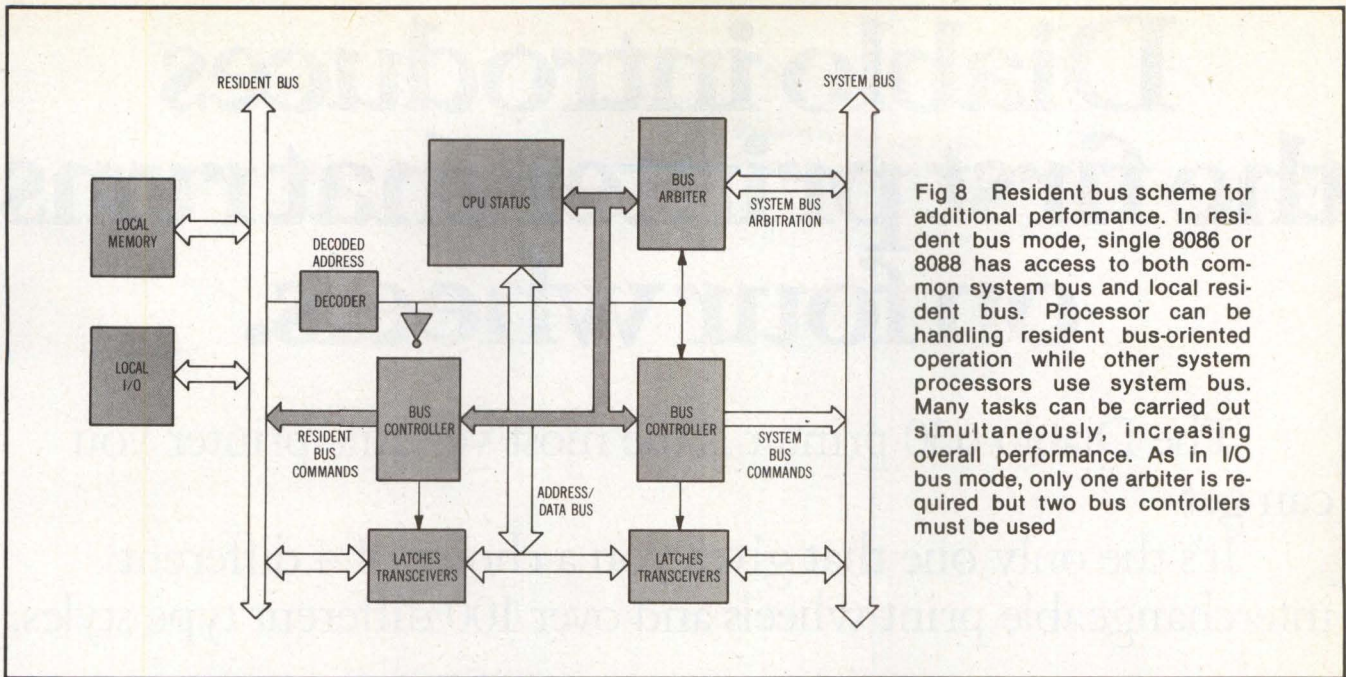 RESIDENT BUS
SYSTEM BUS
LOCAL
MEMORY
LOCAL
I/O
DECODED
ADDRESS
DECODER
CPU STATUS
BUS
ARBITER
SYSTEM BUS
ARBITRATION
BUS
CONTROLLER
RESIDENT
BUS
COMMANDS
BUS
CONTROLLER
SYSTEM
BUS
COMMANDS
ADDRESS/
DATA BUS
LATCHES
TRANSCEIVERS
LATCHES
TRANSCEIVERS
Fig 8 Resident bus scheme for
additional performance. In resi-
dent bus mode, single 8086 or
8088 has access to both com-
mon system bus and local resi-
dent bus. Processor can be
handling resident bus-oriented
operation while other system
processors use system bus.
Many tasks can be carried out
simultaneously, increasing
overall performance. As in I/O
bus mode, only one arbiter is re-
quired but two bus controllers
must be used